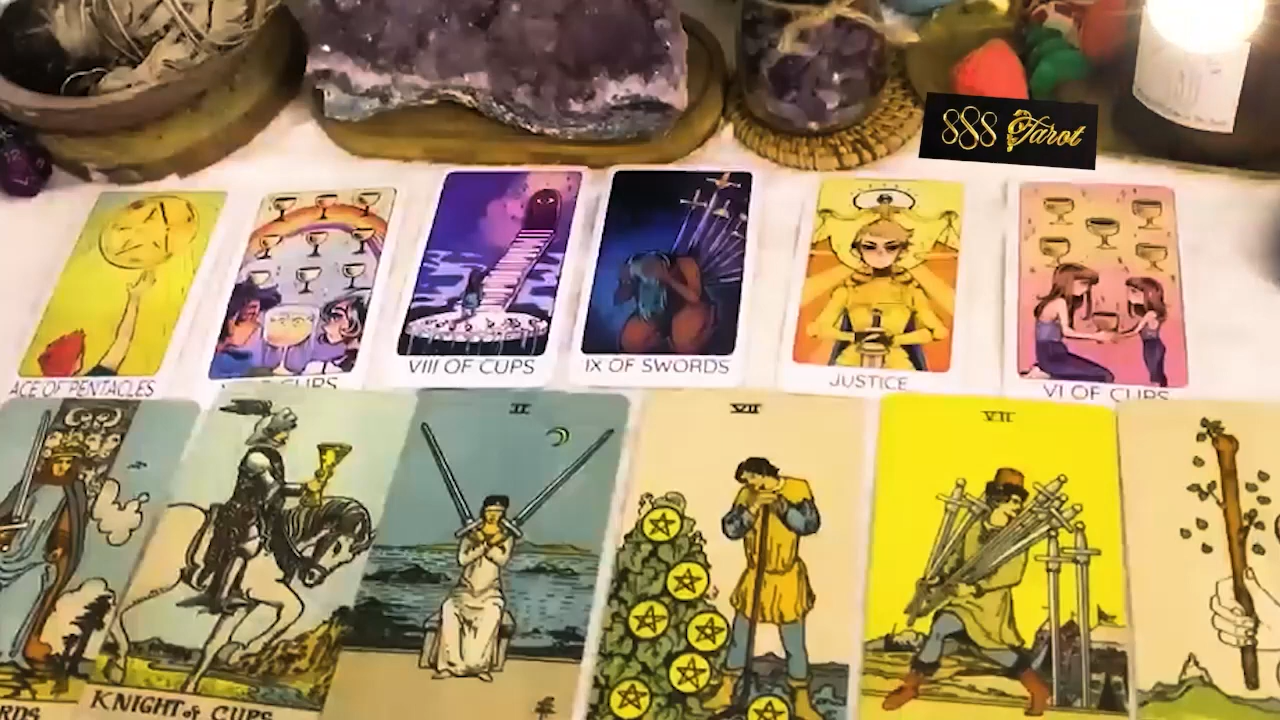 888 Tarot
ACE OF PENTACLES
CUPS
VIII OF CUPS
IX OF SWORDS
JUSTICE
VI OF CUPS
II
VII
VII
KNIGHT OF CUPS